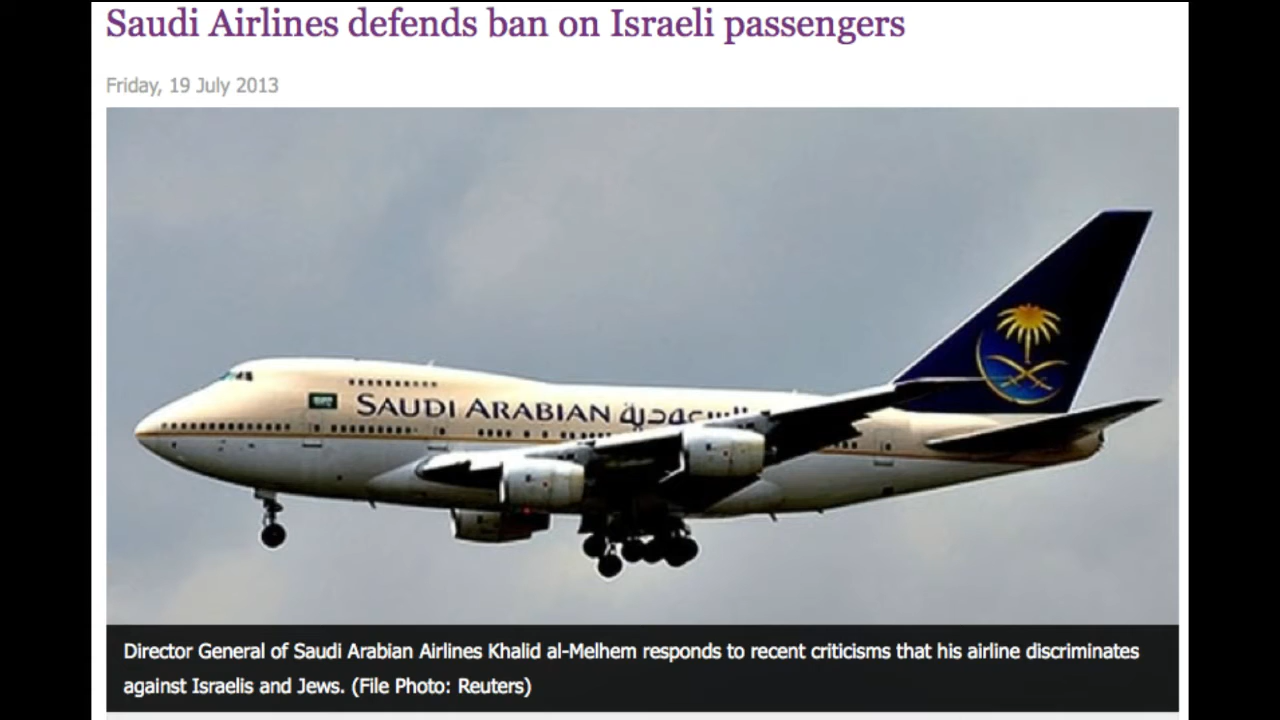 Saudi Airlines defends ban on Israeli passengers
Friday, 19 July 2013
SAUDI ARABIAN السعودية
Director General of Saudi Arabian Airlines Khalid al-Melhem responds to recent criticisms that his airline discriminates
against Israelis and Jews. (File Photo: Reuters)